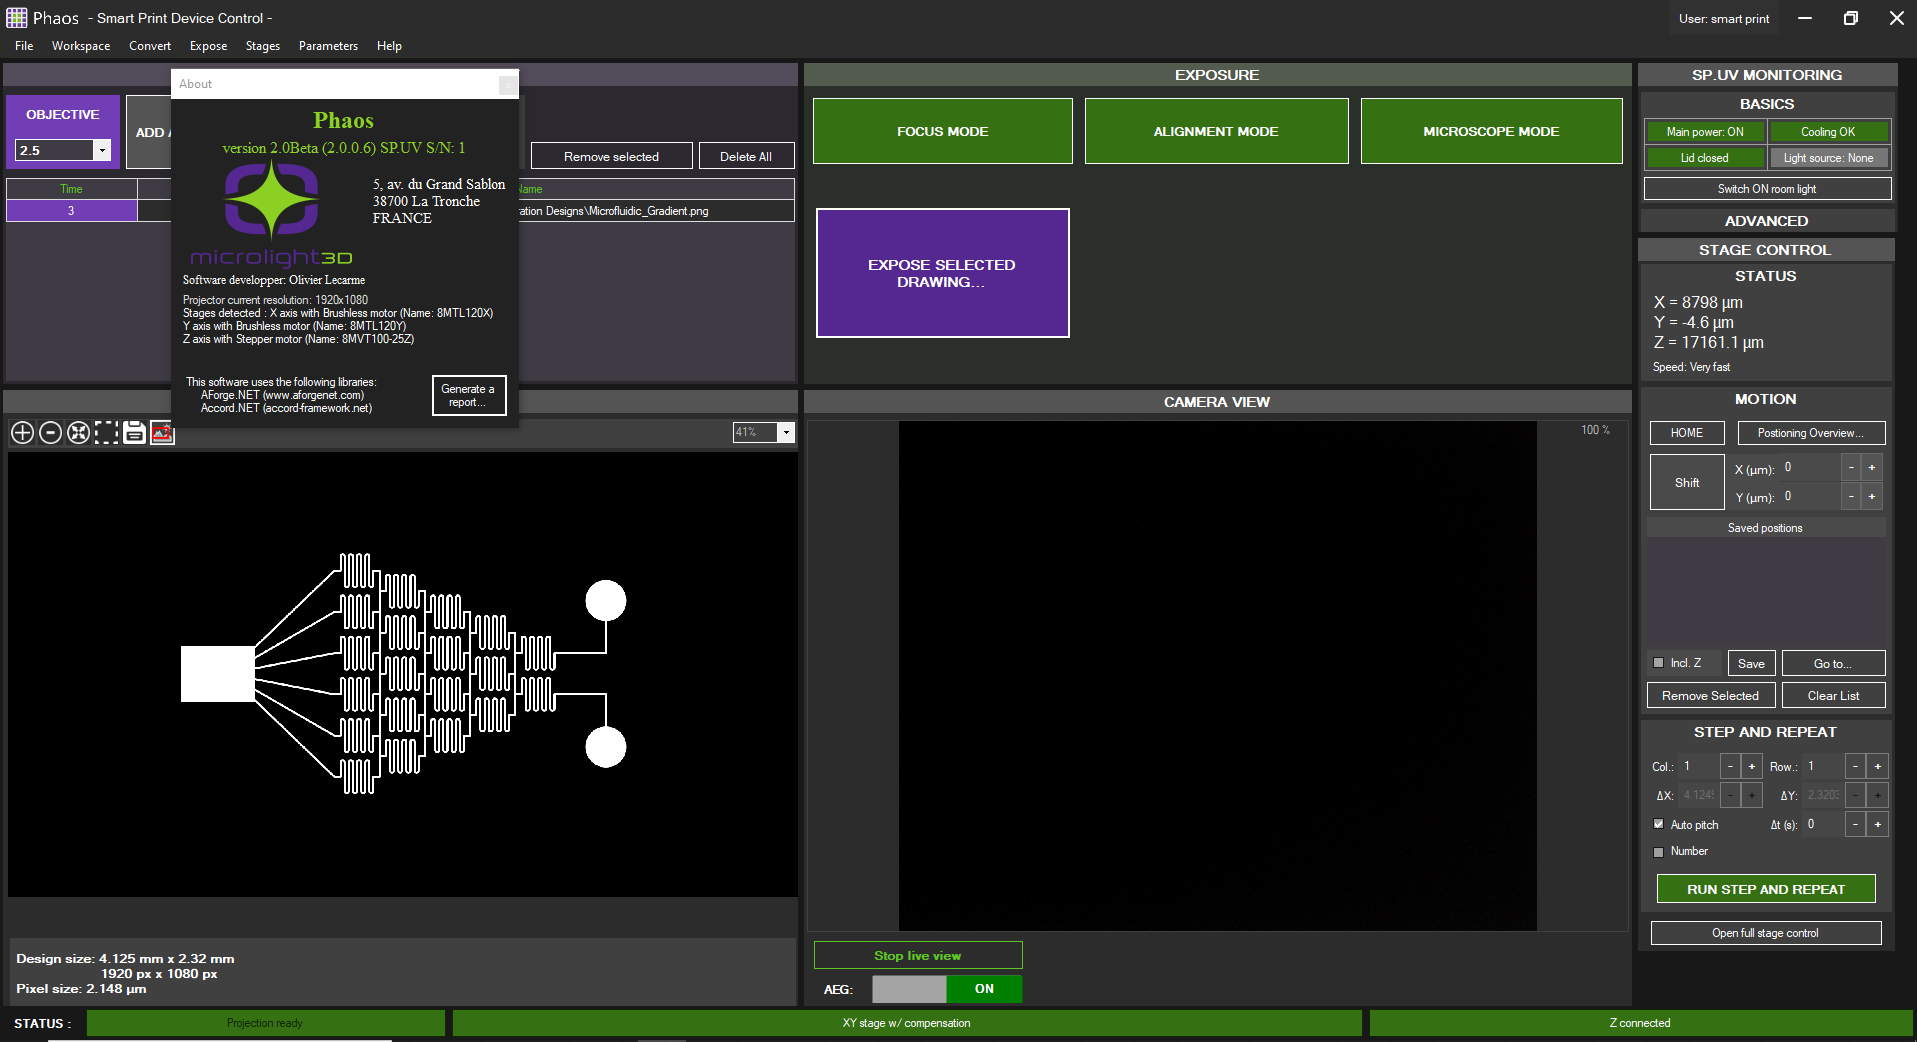 Phaos - Smart Print Device Control -
User: smart print
File Workspace Convert Expose Stages Parameters Help
OBJECTIVE
2.5
ADD
Remove selected
Delete All
Time
Name
3
ration Designs\Microfluidic_Gradient.png
About
Phaos
version 2.0Beta (2.0.0.6) SP.UV S/N: 1
5, av. du Grand Sablon
38700 La Tronche
FRANCE
microlight3D
Software developper: Olivier Lecarme
Projector current resolution: 1920x1080
Stages detected : X axis with Brushless motor (Name: 8MTL120X)
Y axis with Brushless motor (Name: 8MTL120Y)
Z axis with Stepper motor (Name: 8MVT100-25Z)
This software uses the following libraries:
AForge.NET (www.aforgenet.com)
Accord.NET (accord-framework.net)
Generate a
report...
41%
Design size: 4.125 mm x 2.32 mm
1920 px x 1080 px
Pixel size: 2.148 µm
EXPOSURE
FOCUS MODE
ALIGNMENT MODE
MICROSCOPE MODE
EXPOSE SELECTED
DRAWING...
CAMERA VIEW
100 %
Stop live view
AEG:
ON
SP.UV MONITORING
BASICS
Main power: ON
Cooling OK
Lid closed
Light source: None
Switch ON room light
ADVANCED
STAGE CONTROL
STATUS
X = 8798 µm
Y = -4.6 µm
Z = 17161.1 µm
Speed: Very fast
MOTION
HOME
Postioning Overview...
Shift
X (µm): 0 - +
Y (µm): 0 - +
Saved positions
Incl. Z
Save
Go to...
Remove Selected
Clear List
STEP AND REPEAT
Col.: 1 - + Row.: 1 - +
ΔX: 4.1249 - + ΔY: 2.3203 - +
Auto pitch
Δt (s): 0 - +
Number
RUN STEP AND REPEAT
Open full stage control
STATUS :
Projection ready
XY stage w/ compensation
Z connected